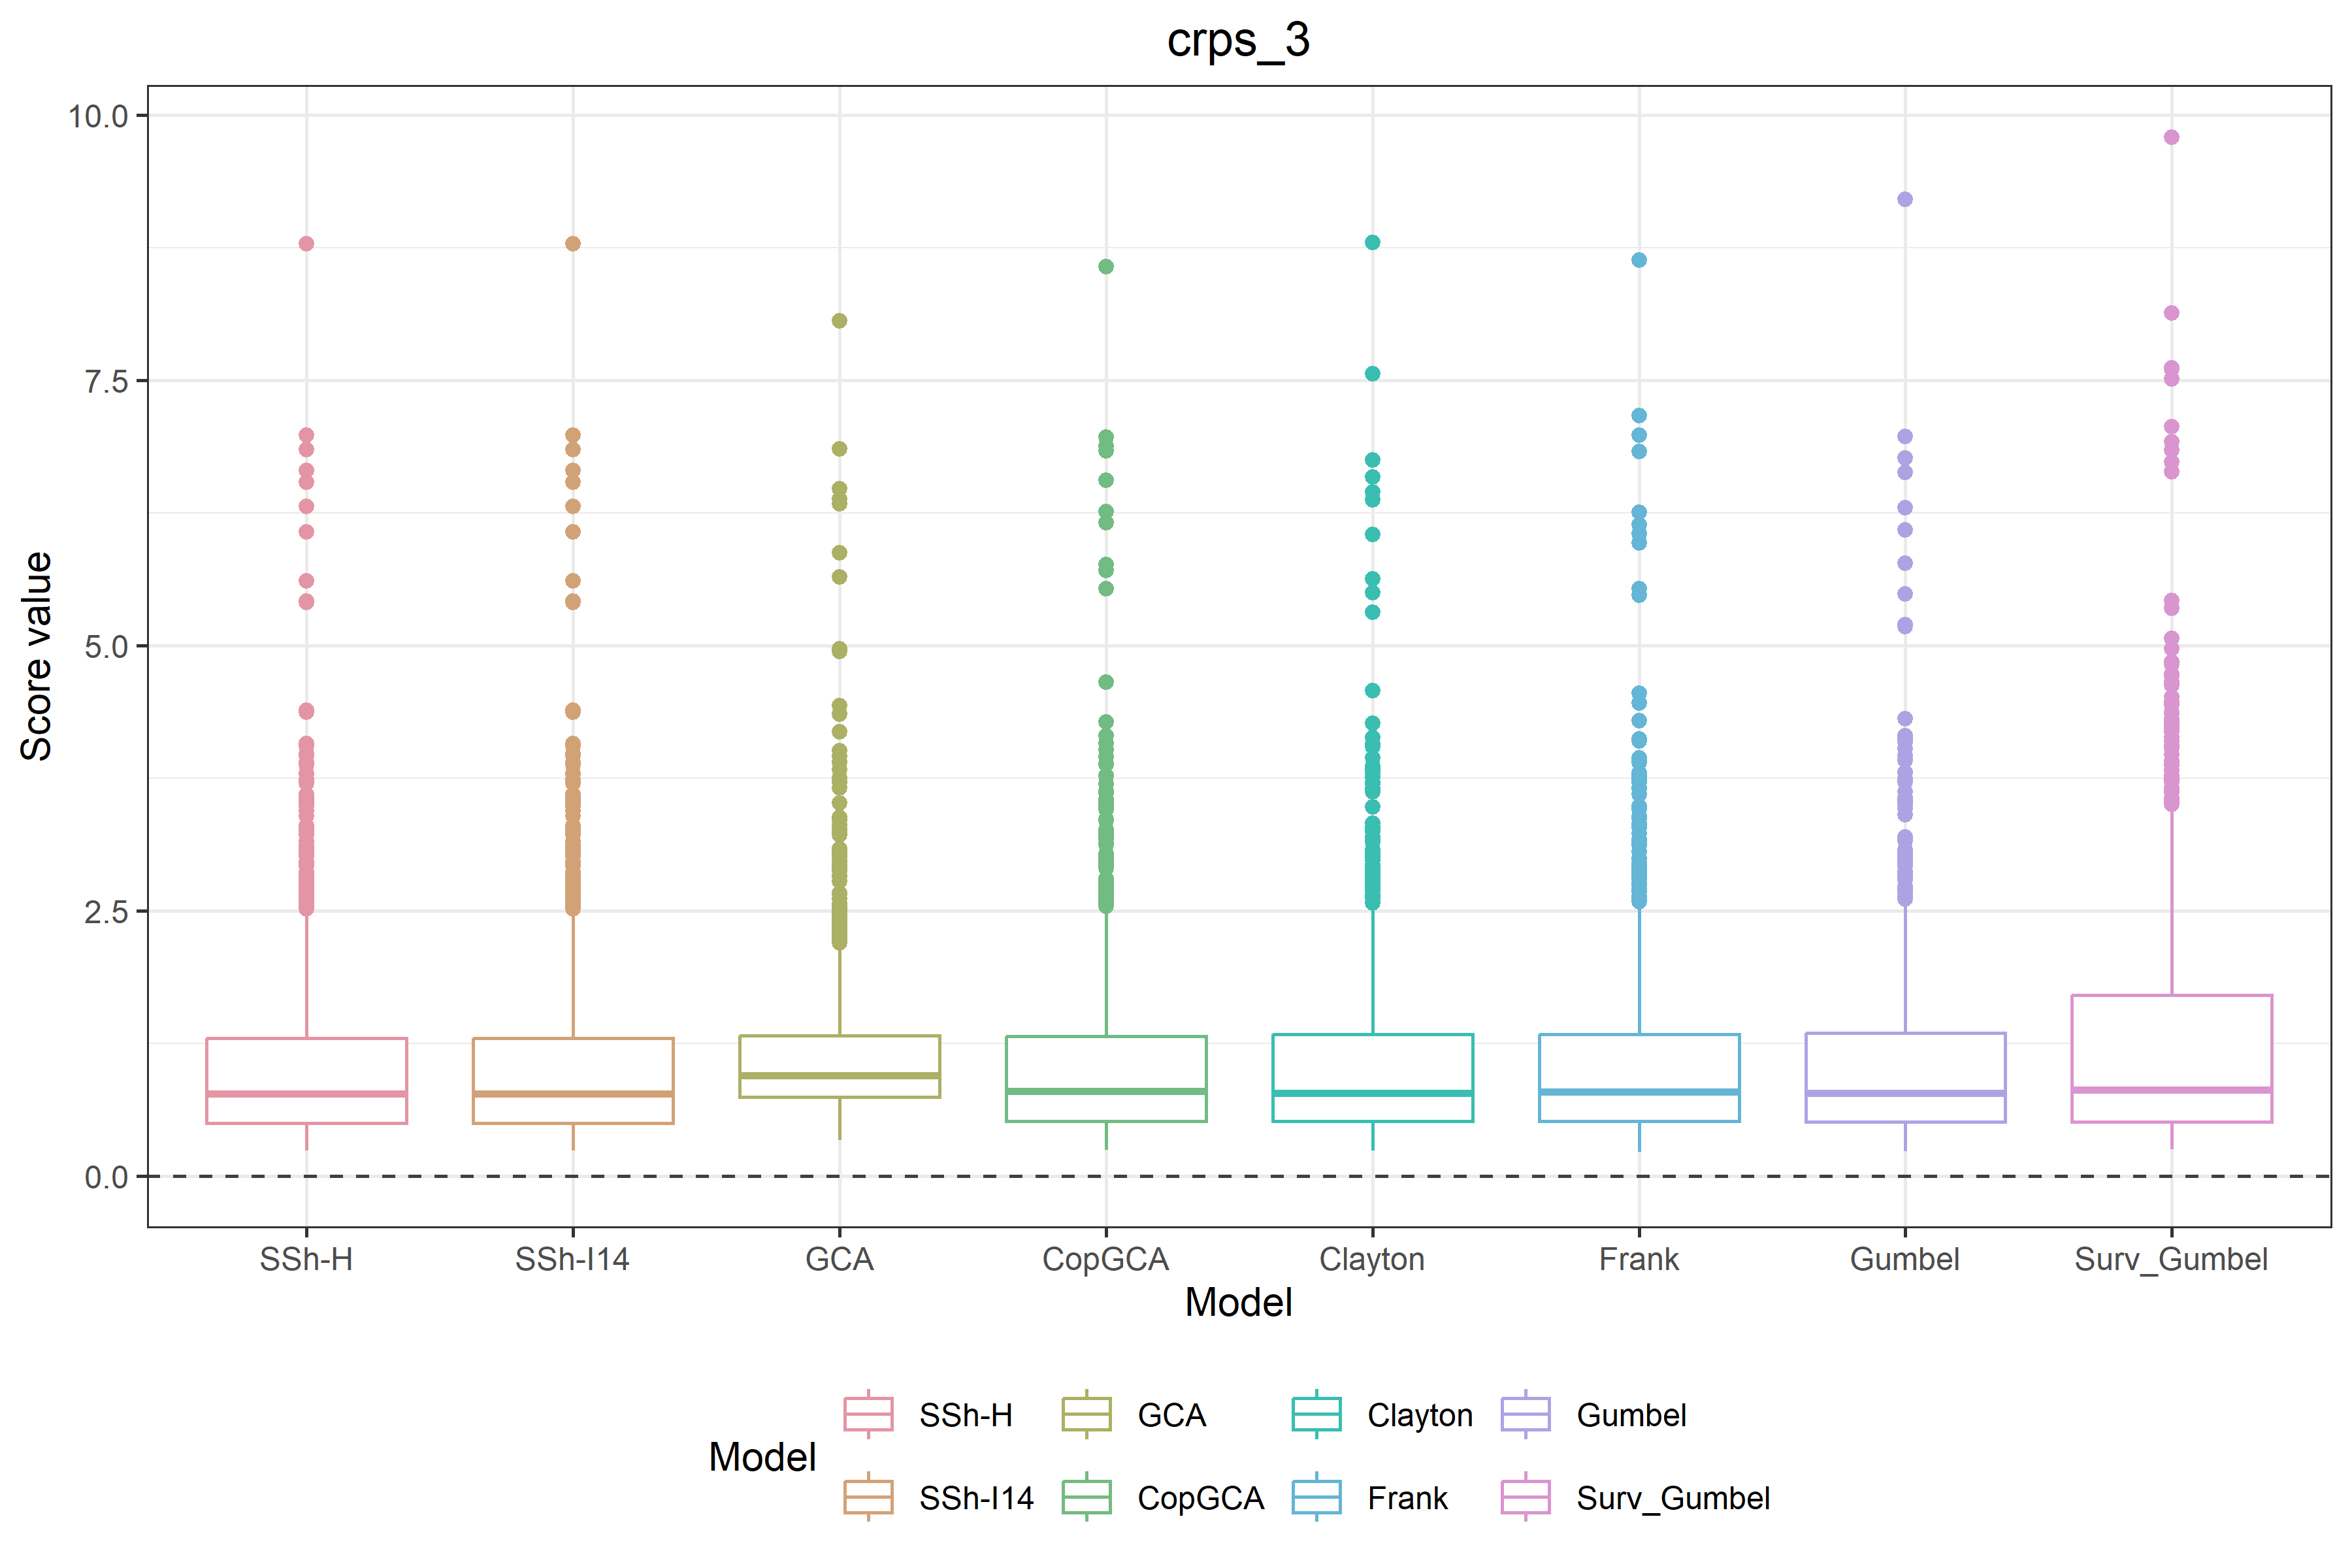 crps_3
10.0
7.5
5.0
2.5
0.0
Score value
SSh-H SSh-I14 GCA CopGCA Clayton Frank Gumbel Surv_Gumbel
Model
Model
SSh-H GCA Clayton Gumbel
SSh-I14 CopGCA Frank Surv_Gumbel